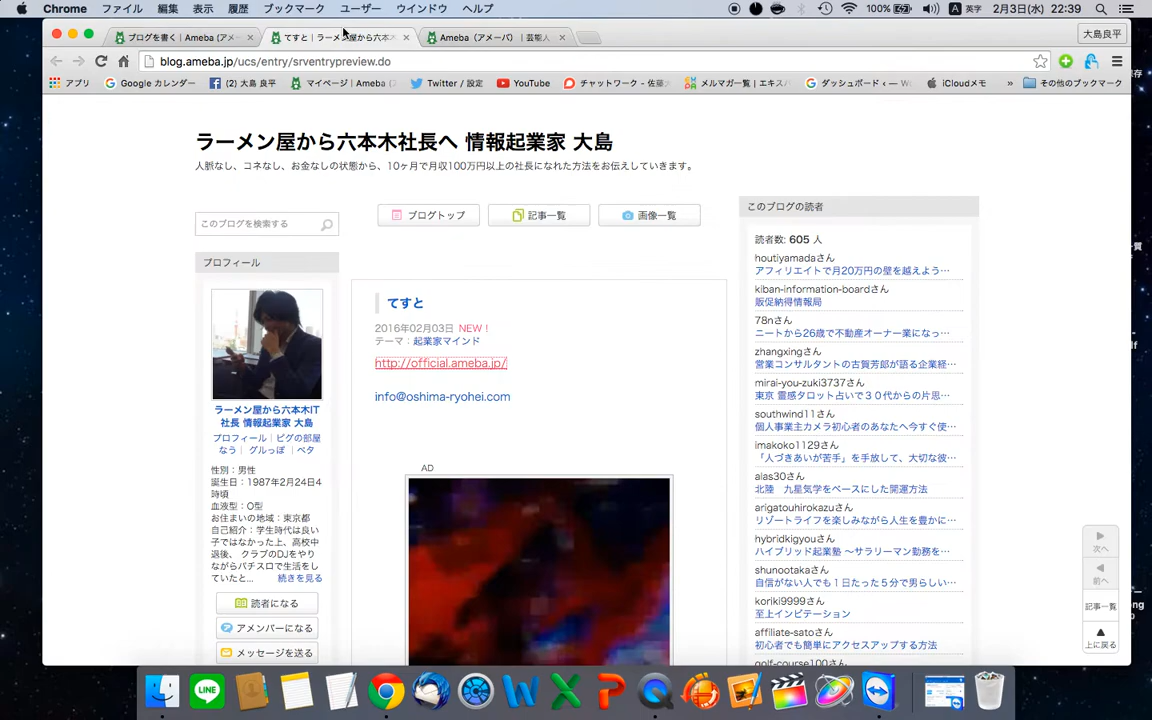 Chrome ファイル 編集 表示 履歴 ブックマーク ユーザー ウインドウ ヘルプ 100% 英字 2月3日(水) 22:39
ブログを書く | Ameba (アメー てすと | ラーメン屋から六本木 Ameba (アメーバ) | 芸能人 大島良平
blog.ameba.jp/ucs/entry/srventrypreview.do
アプリ Google カレンダー (2) 大島 良平 マイページ | Ameba ( Twitter / 設定 YouTube チャットワーク - 佐藤 メルマガ一覧 | エキス ダッシュボード ‹ — W iCloudメモ » その他のブックマーク
ラーメン屋から六本木社長へ 情報起業家 大島
人脈なし、コネなし、お金なしの状態から、10ヶ月で月収100万円以上の社長になれた方法をお伝えしていきます。
このブログを検索する
ブログトップ 記事一覧 画像一覧
プロフィール
ラーメン屋から六本木IT
社長 情報起業家 大島
プロフィール | ピグの部屋
なう | グルっぽ | ペタ
性別：男性
誕生日：1987年2月24日4
時頃
血液型：O型
お住まいの地域：東京都
自己紹介：学生時代は良い
子ではなかった上、高校中
退後、 クラブのDJをやり
ながらパチスロで生活をし
ていたと... 続きを見る
読者になる
アメンバーになる
メッセージを送る
てすと
2016年02月03日 NEW！
テーマ：起業家マインド
http://official.ameba.jp/
info@oshima-ryohei.com
AD
このブログの読者
読者数: 605 人
houtiyamadaさん
アフィリエイトで月20万円の壁を越えよう…
kiban-information-boardさん
販促納得情報局
78nさん
ニートから26歳で不動産オーナー業になっ…
zhangxingさん
営業コンサルタントの古賀芳郎が語る企業経…
mirai-you-zuki3737さん
東京 霊感タロット占いで３０代からの片思…
southwind11さん
個人事業主カメラ初心者のあなたへ今すぐ使…
imakoko1129さん
「人づきあいが苦手」を手放して、大切な彼…
aias30さん
北陸 九星気学をベースにした開運方法
arigatouhirokazuさん
リゾートライフを楽しみながら人生を豊かに…
hybridkigyouさん
ハイブリッド起業塾 〜サラリーマン勤務を…
shunootakaさん
自信がない人でも１日たった５分で男らしい…
koriki9999さん
至上インビテーション
affiliate-satoさん
初心者でも簡単にアクセスアップする方法
golf-course100さん
次へ
前へ
記事一覧
上に戻る
LINE